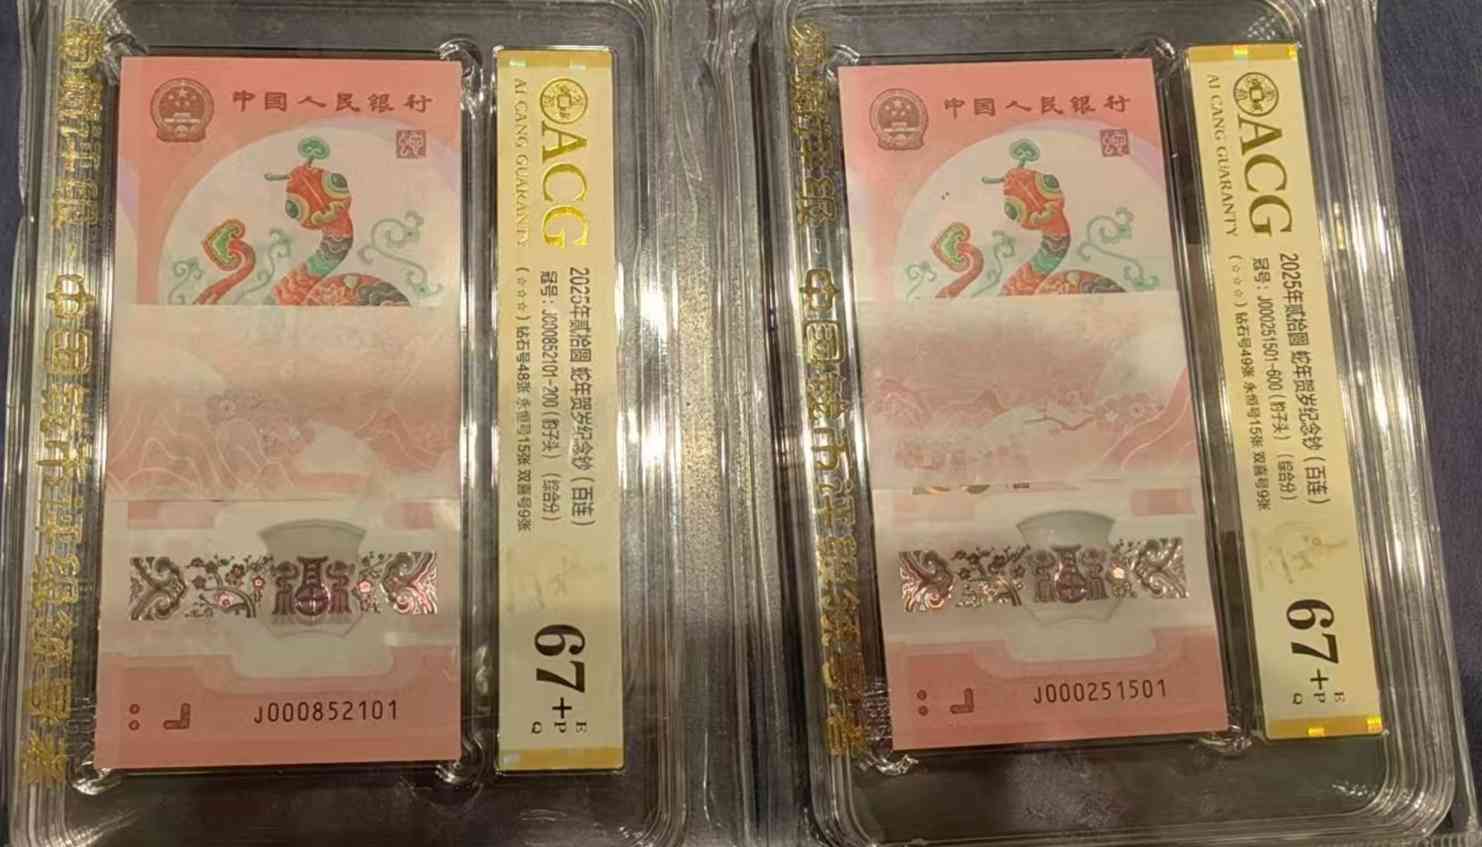 中国人民银行
J000852101
ACG
AI CANG GUARANTY
2025年贰拾圆 蛇年贺岁纪念钞（百连）
冠号：J000852101-200（豹子头）（综合分）
（☆☆☆）钻石号48张 永恒号15张 双喜号9张
67+
E
P
Q
中国人民银行
J000251501
ACG
AI CANG GUARANTY
2025年贰拾圆 蛇年贺岁纪念钞（百连）
冠号：J000251501-600（豹子头）（综合分）
（☆☆☆）钻石号49张 永恒号15张 双喜号9张
67+
E
P
Q